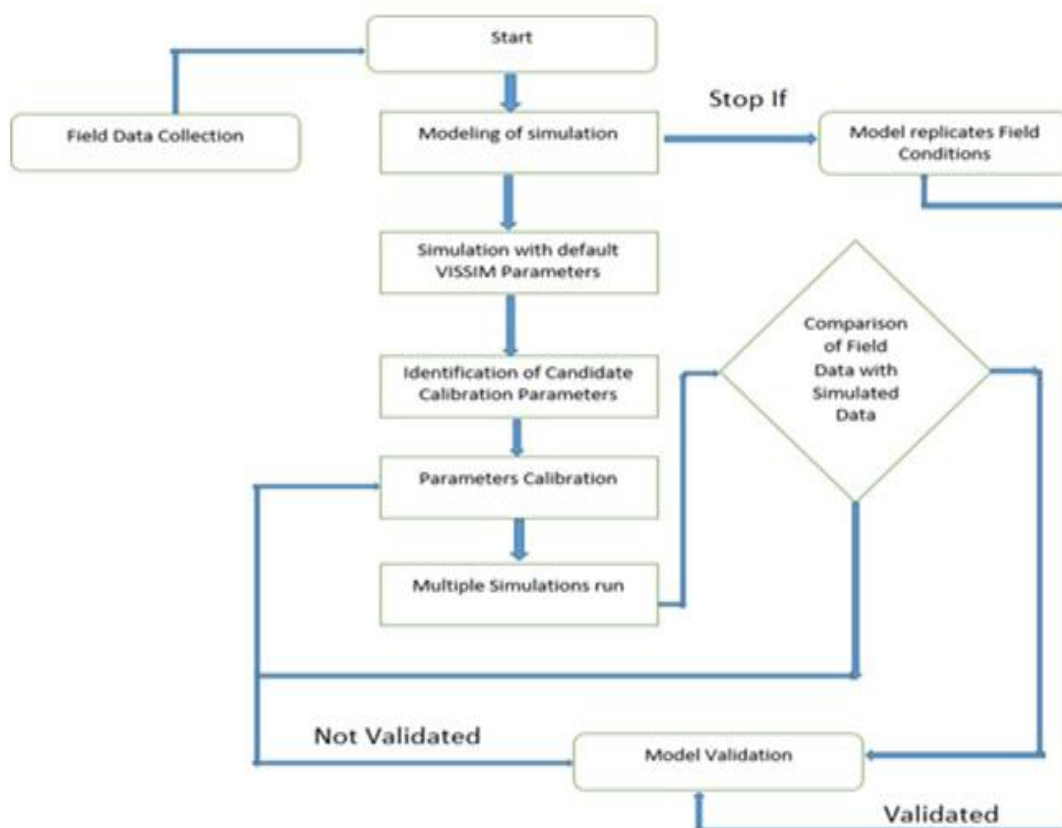 Start
Field Data Collection
Modeling of simulation
Stop If
Model replicates Field
Conditions
Simulation with default
VISSIM Parameters
Identification of Candidate
Calibration Parameters
Parameters Calibration
Multiple Simulations run
Comparison
of Field
Data with
Simulated
Data
Not Validated
Model Validation
Validated